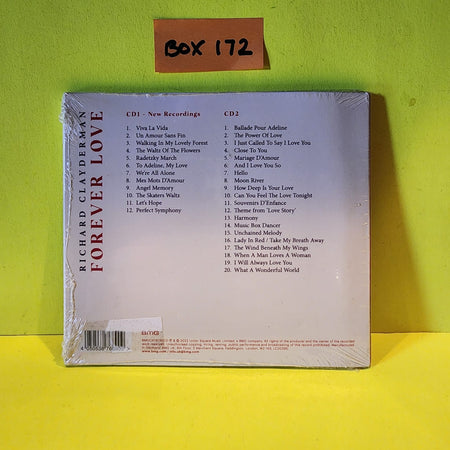 BOX 172
RICHARD CLAYDERMAN
FOREVER LOVE
CD1 - New Recordings
1. Viva La Vida
2. Un Amour Sans Fin
3. Walking In My Lovely Forest
4. The Waltz Of The Flowers
5. Radetzky March
6. To Adeline, My Love
7. We're All Alone
8. Mes Mots D'Amour
9. Angel Memory
10. The Skaters Waltz
11. Let's Hope
12. Perfect Symphony
CD2
1. Ballade Pour Adeline
2. The Power Of Love
3. I Just Called To Say I Love You
4. Close To You
5. Mariage D'Amour
6. And I Love You So
7. Hello
8. Moon River
9. How Deep Is Your Love
10. Can You Feel The Love Tonight
11. Souvenirs D'Enfance
12. Theme from 'Love Story'
13. Harmony
14. Music Box Dancer
15. Unchained Melody
16. Lady In Red / Take My Breath Away
17. The Wind Beneath My Wings
18. When A Man Loves A Woman
19. I Will Always Love You
20. What A Wonderful World
BMG